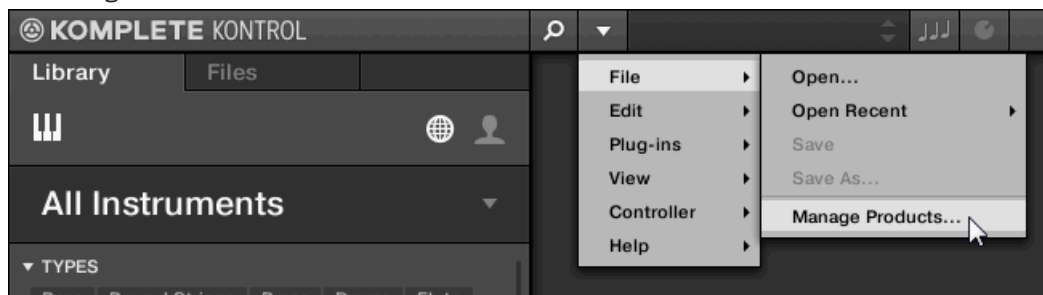 KOMPLETE KONTROL
Library Files
All Instruments
TYPES
File
Edit
Plug-ins
View
Controller
Help
Open...
Open Recent
Save
Save As...
Manage Products...